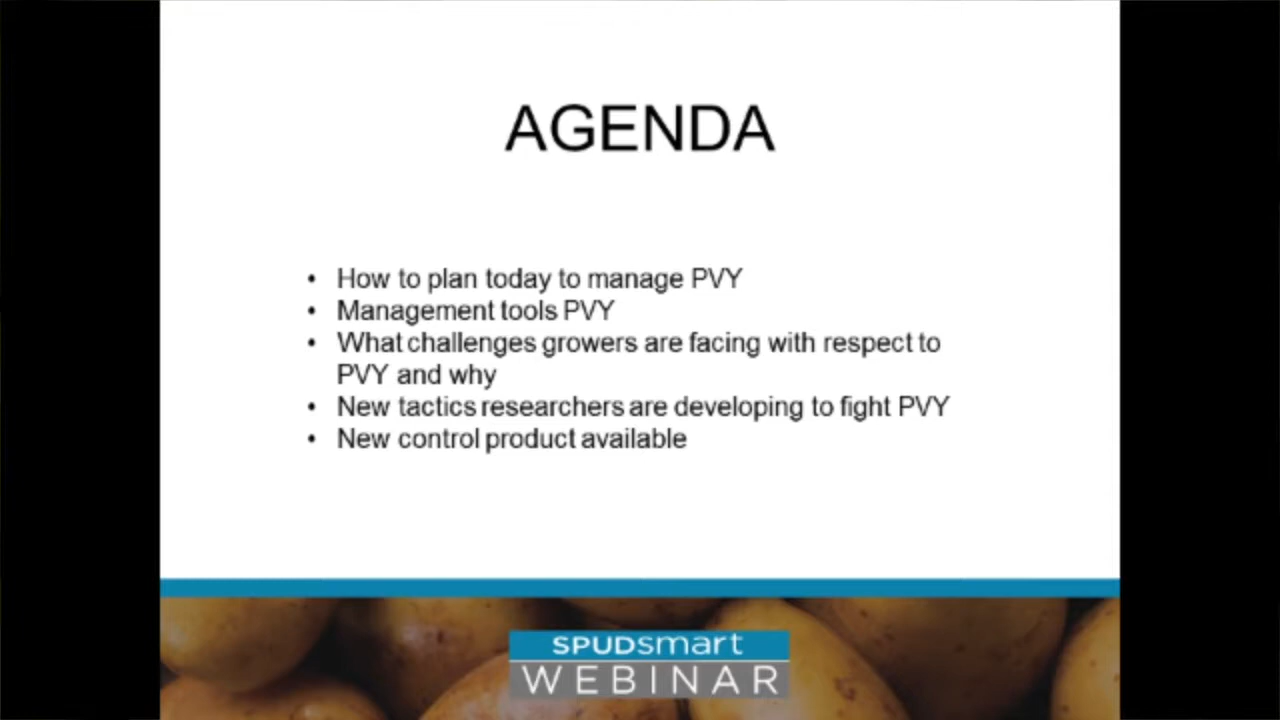 AGENDA
• How to plan today to manage PVY
• Management tools PVY
• What challenges growers are facing with respect to
PVY and why
• New tactics researchers are developing to fight PVY
• New control product available
SPUDsmart
WEBINAR